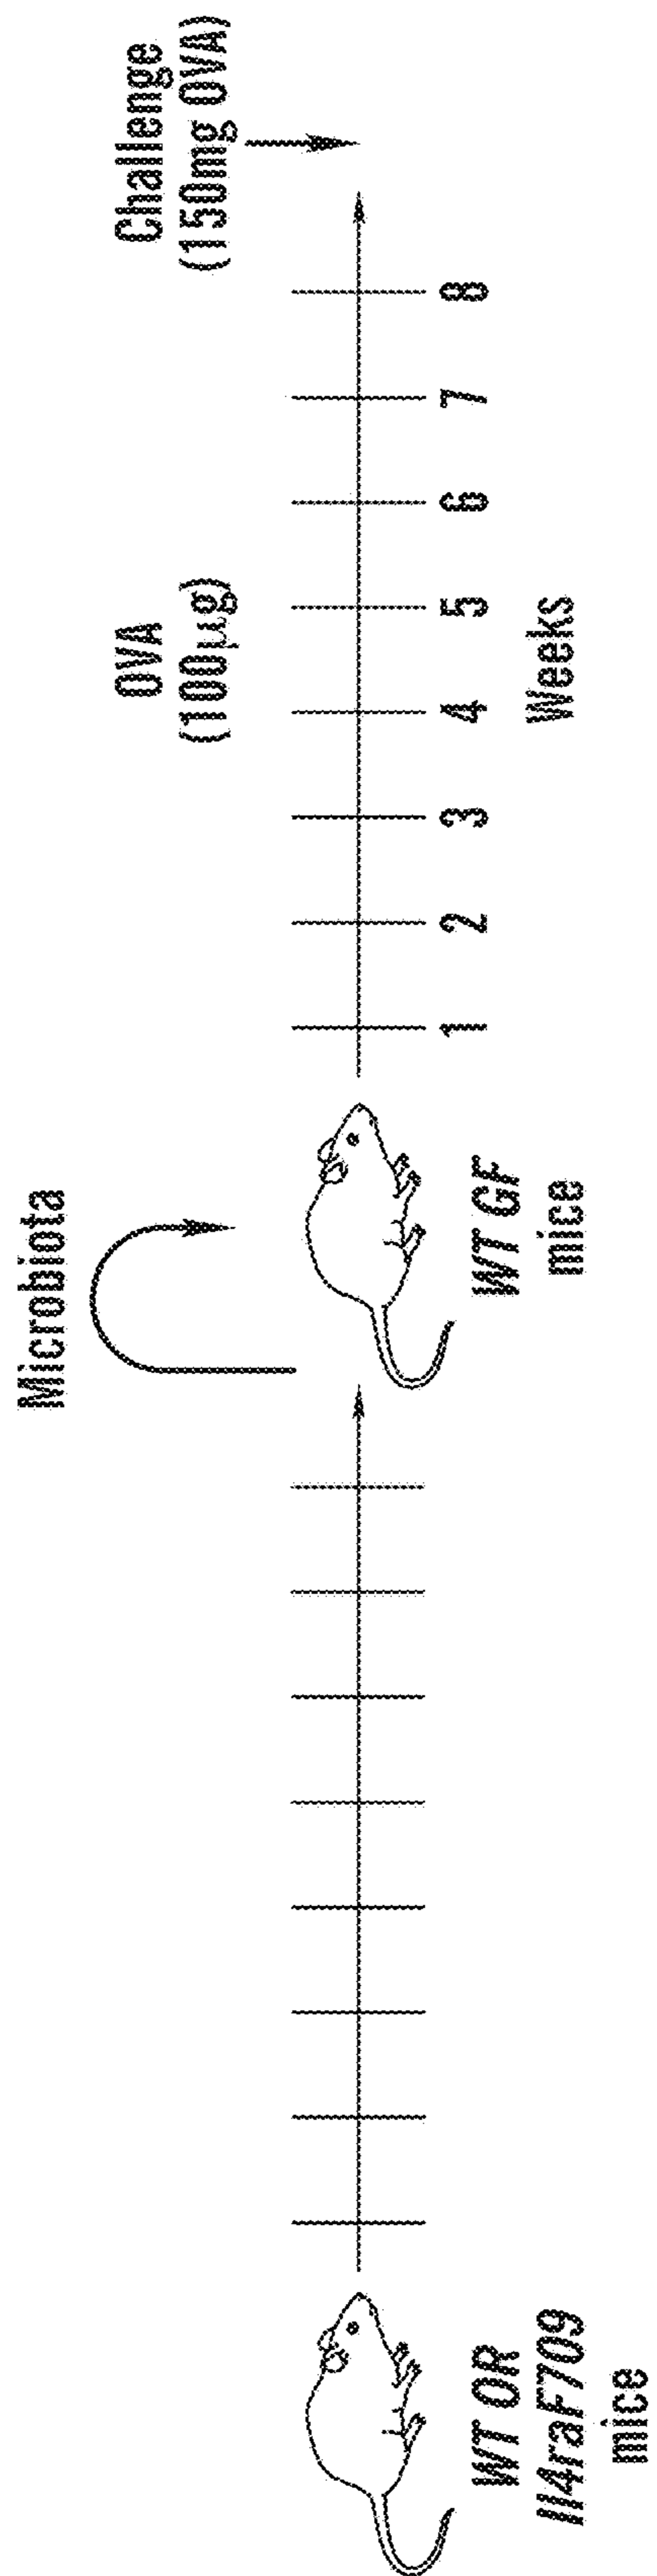 Microbiota
OVA
(100μg)
Challenge
(150mg OVA)
1 2 3 4 5 6 7 8
Weeks
WT OR
Il4raF709
mice
WT GF
mice